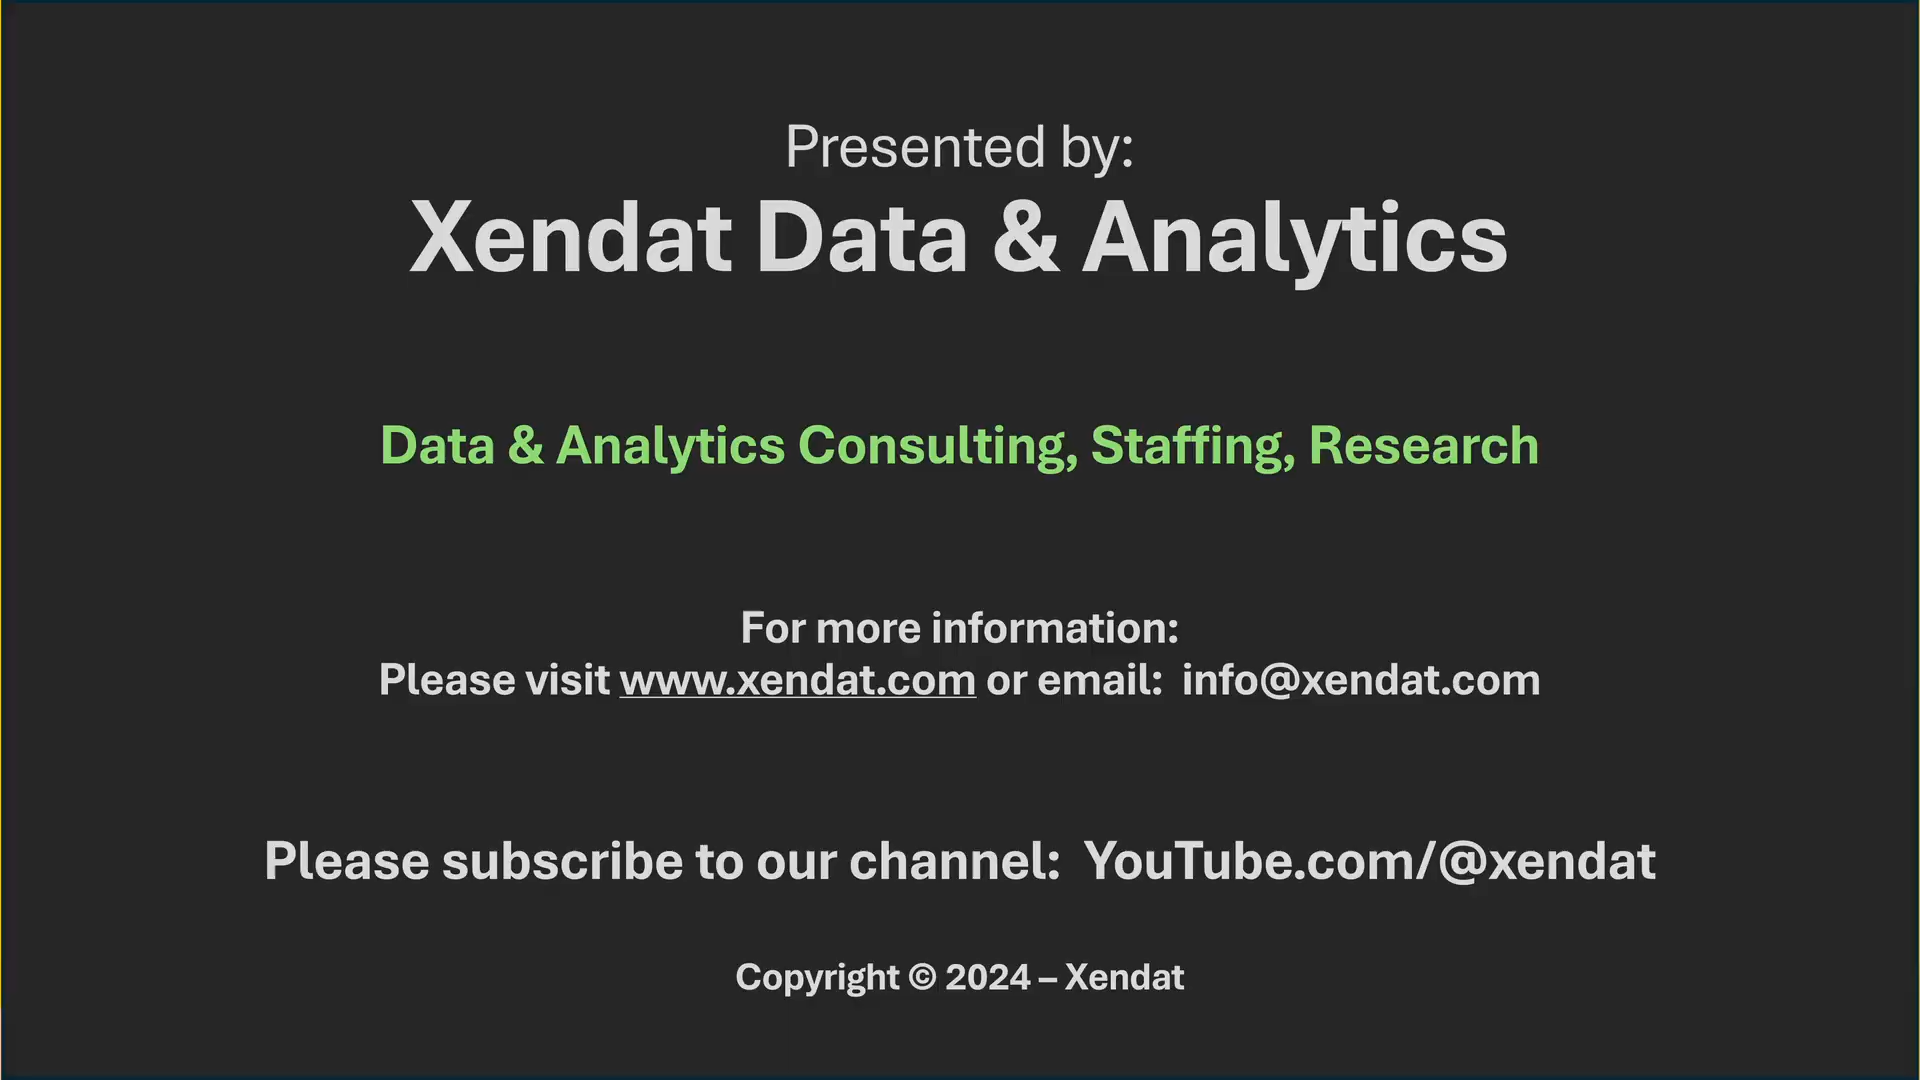 Presented by:
Xendat Data & Analytics
Data & Analytics Consulting, Staffing, Research
For more information:
Please visit www.xendat.com or email:  info@xendat.com
Please subscribe to our channel:  YouTube.com/@xendat
Copyright © 2024 – Xendat